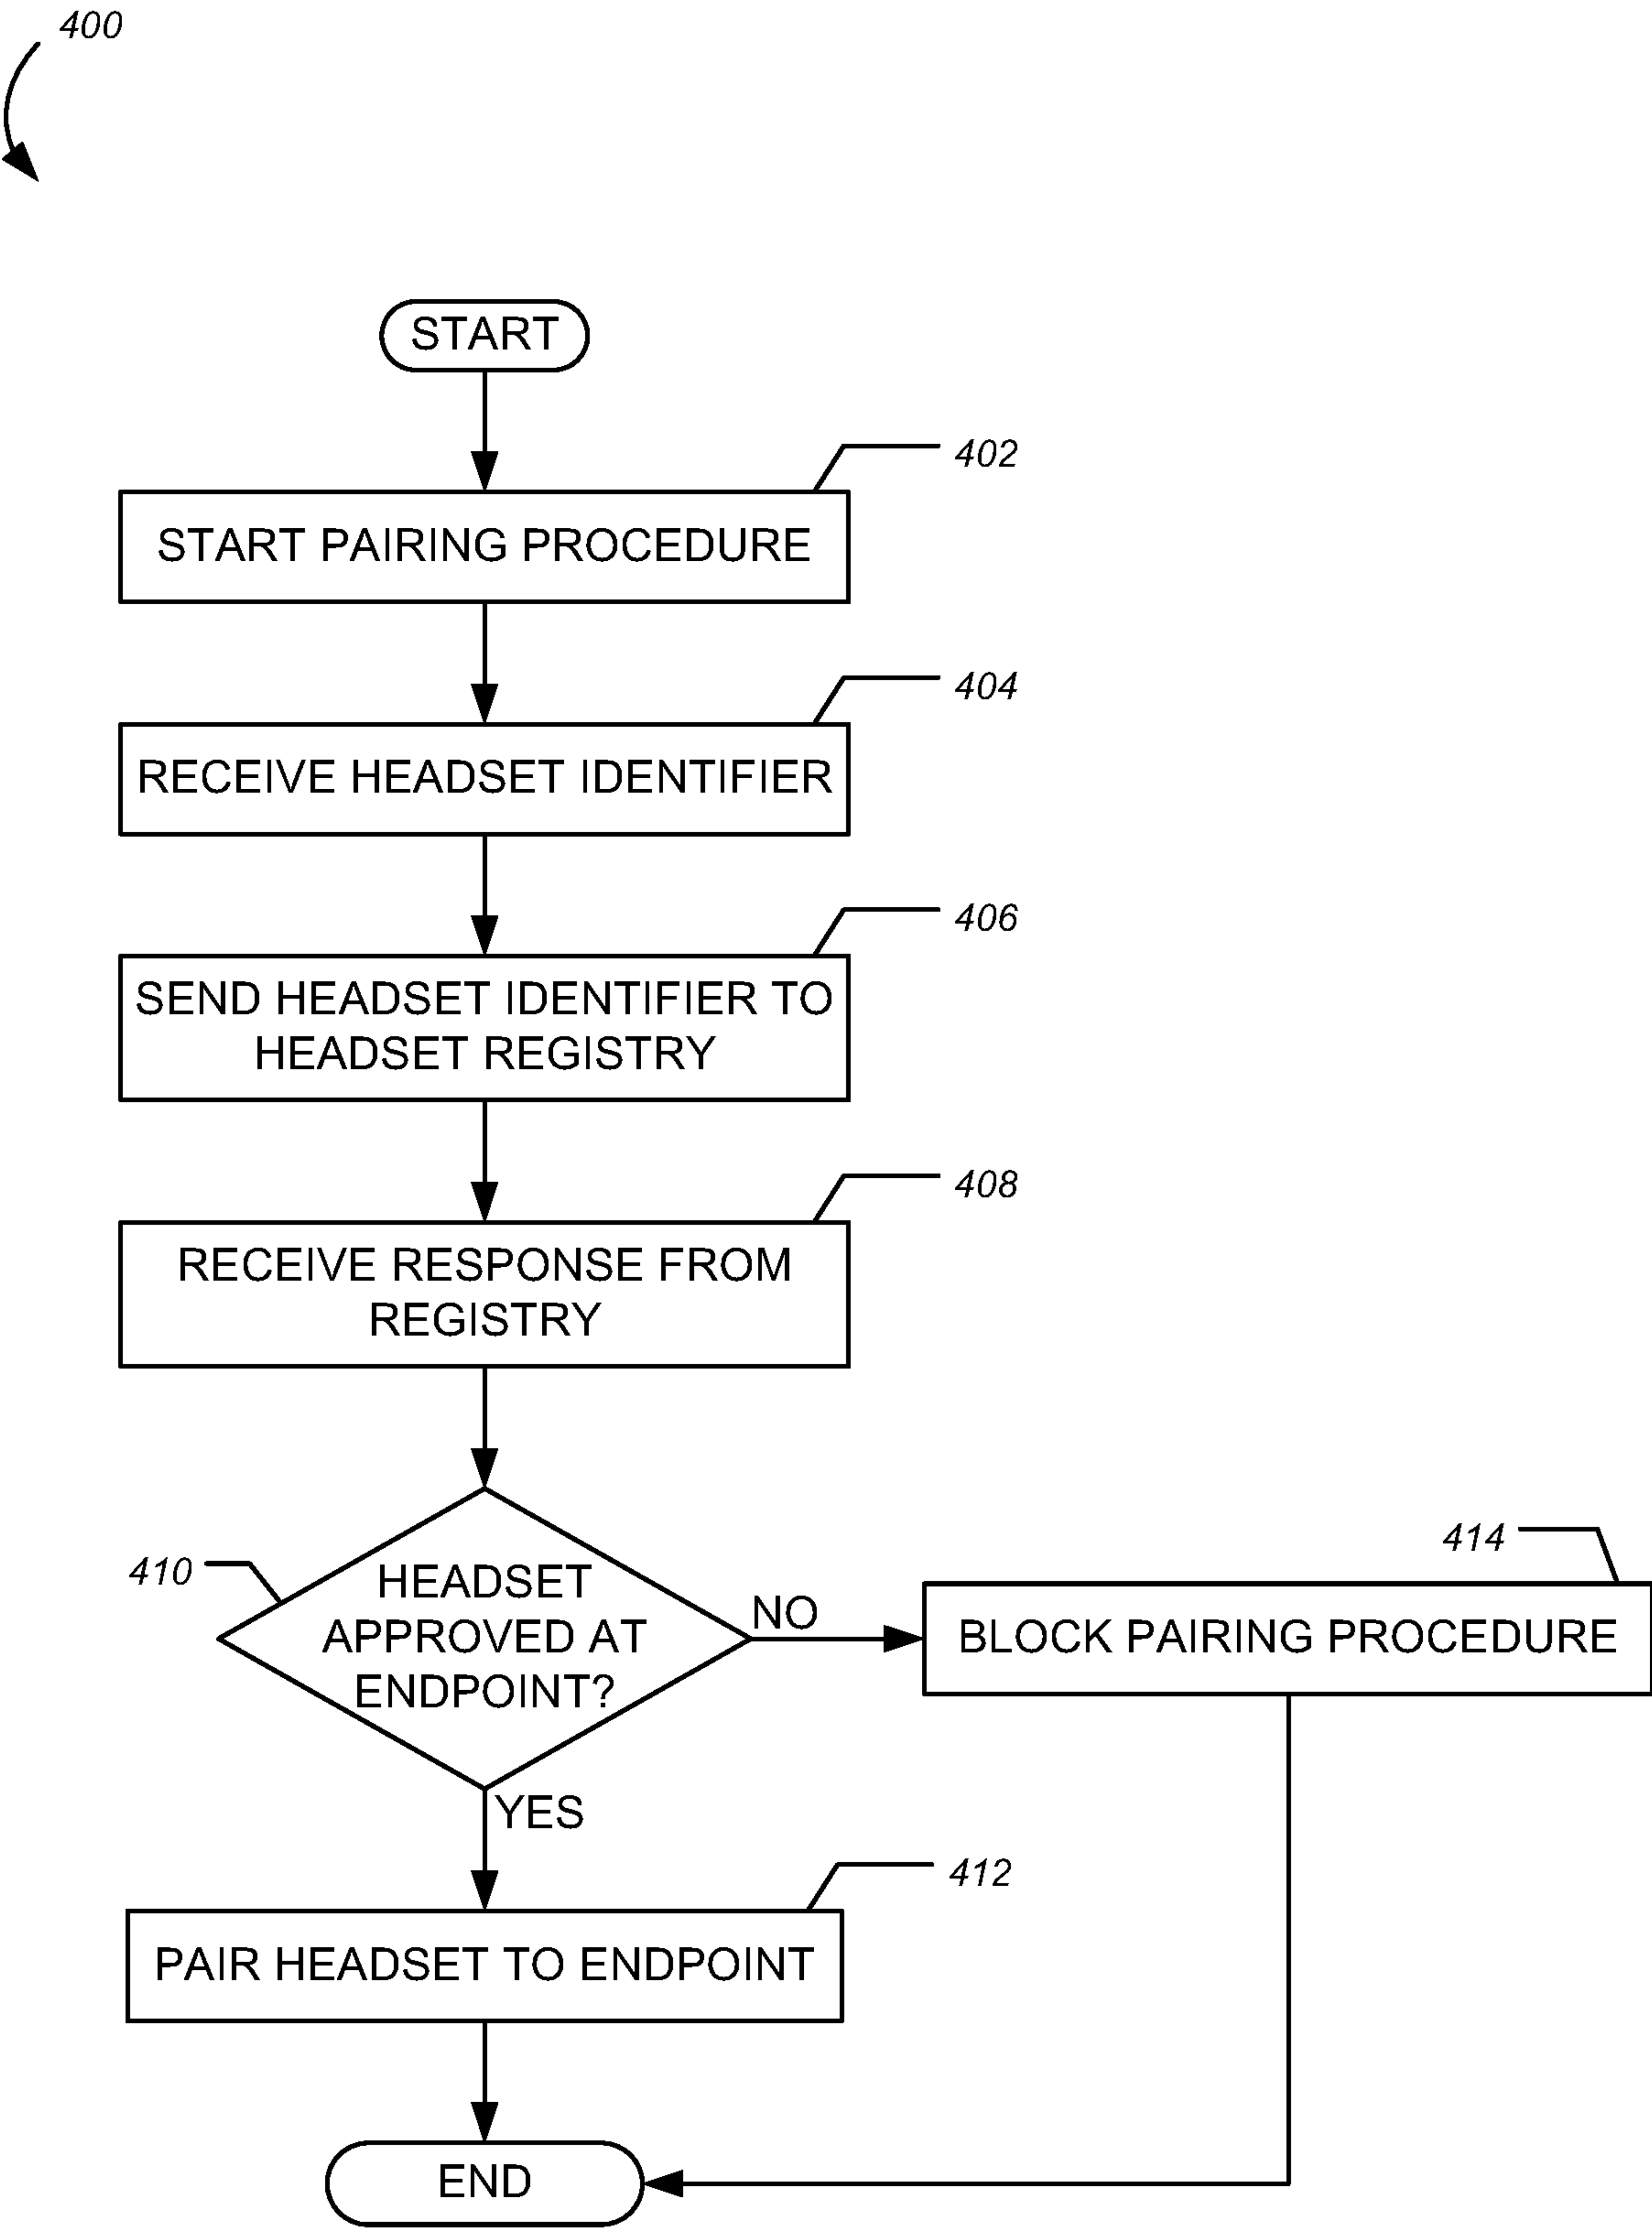 400
START
402
START PAIRING PROCEDURE
404
RECEIVE HEADSET IDENTIFIER
406
SEND HEADSET IDENTIFIER TO
HEADSET REGISTRY
408
RECEIVE RESPONSE FROM
REGISTRY
410
HEADSET
APPROVED AT
ENDPOINT?
NO
414
BLOCK PAIRING PROCEDURE
YES
412
PAIR HEADSET TO ENDPOINT
END